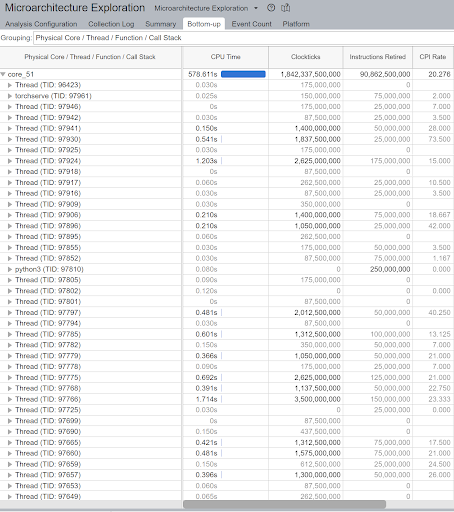 Microarchitecture Exploration Microarchitecture Exploration
Analysis Configuration Collection Log Summary Bottom-up Event Count Platform
Grouping: Physical Core / Thread / Function / Call Stack
Physical Core / Thread / Function / Call Stack CPU Time Clockticks Instructions Retired CPI Rate
core_51 578.611s 1,842,337,500,000 90,862,500,000 20.276
Thread (TID: 96423) 0.030s 175,000,000 0
torchserve (TID: 97961) 0.025s 150,000,000 75,000,000 2.000
Thread (TID: 97946) 0s 175,000,000 25,000,000 7.000
Thread (TID: 97942) 0.030s 87,500,000 25,000,000 3.500
Thread (TID: 97941) 0.150s 1,400,000,000 50,000,000 28.000
Thread (TID: 97930) 0.541s 1,837,500,000 25,000,000 73.500
Thread (TID: 97925) 0.030s 175,000,000 0
Thread (TID: 97924) 1.203s 2,625,000,000 175,000,000 15.000
Thread (TID: 97918) 0s 87,500,000 0
Thread (TID: 97917) 0.060s 262,500,000 25,000,000 10.500
Thread (TID: 97916) 0.030s 87,500,000 25,000,000 3.500
Thread (TID: 97909) 0.030s 350,000,000 0
Thread (TID: 97906) 0.210s 1,400,000,000 75,000,000 18.667
Thread (TID: 97896) 0.210s 1,050,000,000 25,000,000 42.000
Thread (TID: 97895) 0.060s 262,500,000 0
Thread (TID: 97855) 0.030s 175,000,000 50,000,000 3.500
Thread (TID: 97852) 0.030s 87,500,000 75,000,000 1.167
python3 (TID: 97810) 0.080s 0 250,000,000 0.000
Thread (TID: 97805) 0.090s 175,000,000 0
Thread (TID: 97802) 0.120s 0 0 0.000
Thread (TID: 97801) 0s 87,500,000 0
Thread (TID: 97797) 0.481s 2,012,500,000 50,000,000 40.250
Thread (TID: 97794) 0.030s 87,500,000 0
Thread (TID: 97785) 0.601s 1,312,500,000 100,000,000 13.125
Thread (TID: 97782) 0.150s 350,000,000 50,000,000 7.000
Thread (TID: 97779) 0.366s 1,050,000,000 50,000,000 21.000
Thread (TID: 97778) 0.090s 175,000,000 25,000,000 7.000
Thread (TID: 97775) 0.692s 2,625,000,000 125,000,000 21.000
Thread (TID: 97768) 0.391s 1,137,500,000 50,000,000 22.750
Thread (TID: 97766) 1.714s 3,500,000,000 150,000,000 23.333
Thread (TID: 97725) 0.030s 0 25,000,000 0.000
Thread (TID: 97699) 0s 87,500,000 0
Thread (TID: 97690) 0.150s 437,500,000 0
Thread (TID: 97665) 0.421s 1,312,500,000 75,000,000 17.500
Thread (TID: 97660) 0.481s 1,575,000,000 75,000,000 21.000
Thread (TID: 97659) 0.150s 612,500,000 25,000,000 24.500
Thread (TID: 97657) 0.396s 1,300,000,000 50,000,000 26.000
Thread (TID: 97653) 0.060s 87,500,000 0
Thread (TID: 97649) 0.065s 262,500,000 0